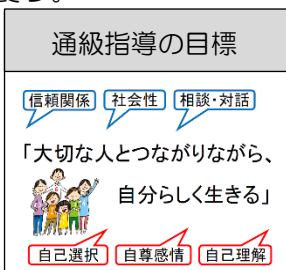 きる。
通級指導の目標
信頼関係 社会性 相談・対話
「大切な人とつながりながら、
自分らしく生きる」
自己選択 自尊感情 自己理解